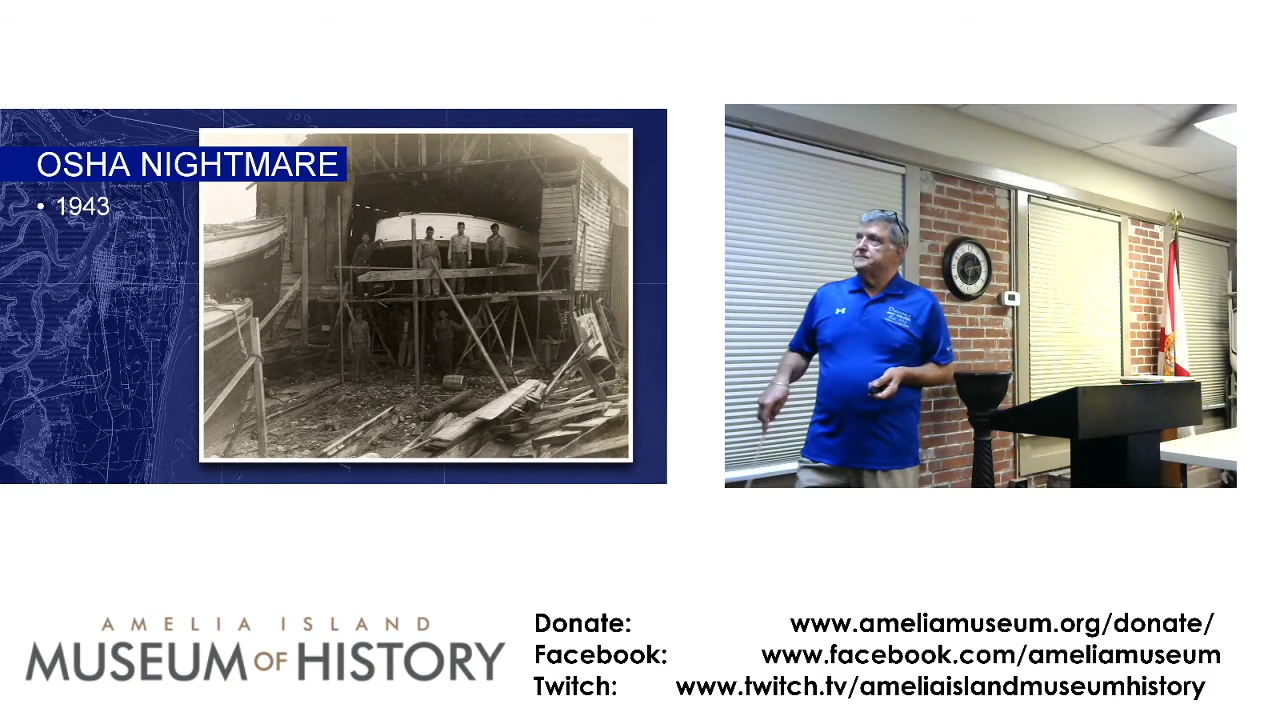 OSHA NIGHTMARE
• 1943
AMELIA ISLAND
MUSEUM OF HISTORY
Donate: www.ameliamuseum.org/donate/
Facebook: www.facebook.com/ameliamuseum
Twitch: www.twitch.tv/ameliaislandmuseumhistory